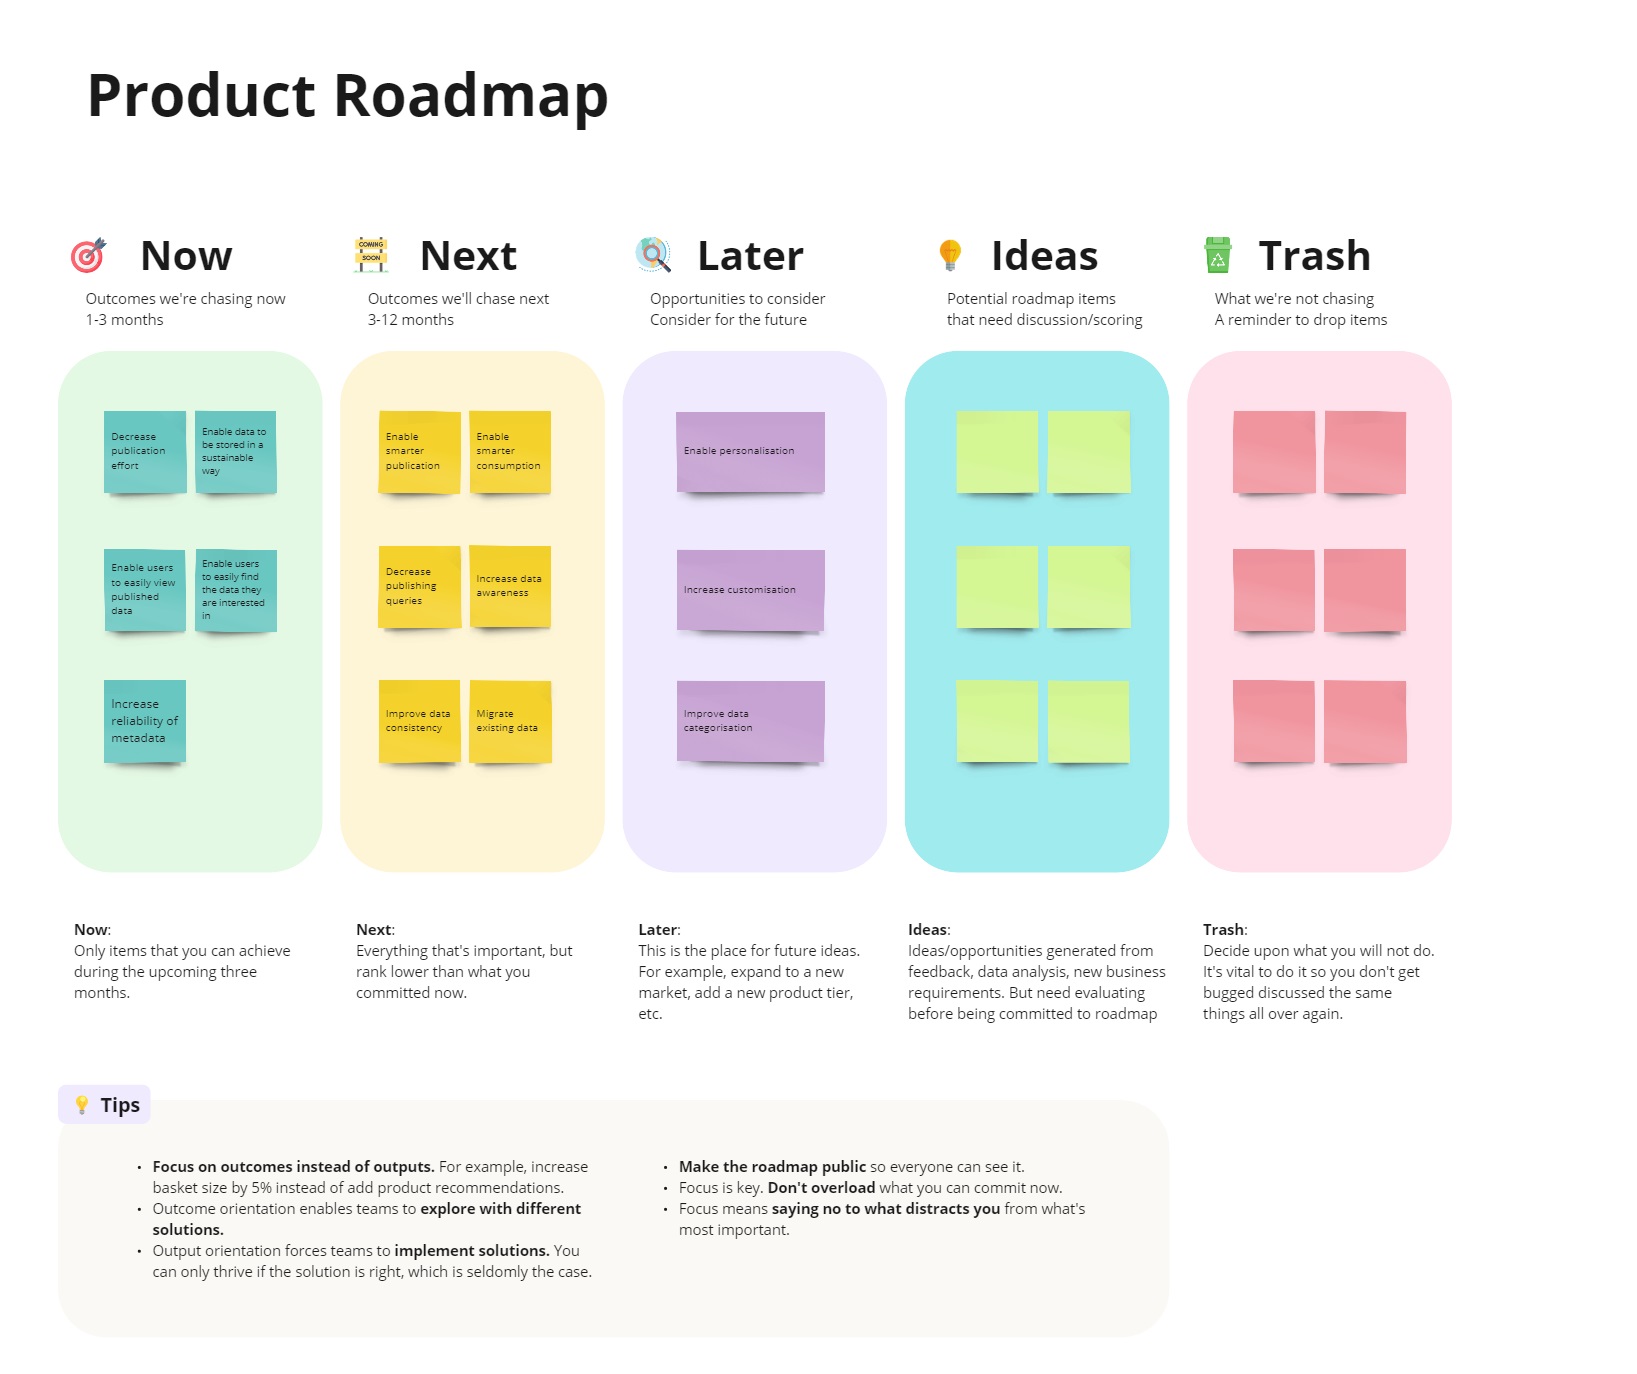 Product Roadmap
Now
Outcomes we're chasing now
1-3 months
Next
Outcomes we'll chase next
3-12 months
Later
Opportunities to consider
Consider for the future
Ideas
Potential roadmap items
that need discussion/scoring
Trash
What we're not chasing
A reminder to drop items
COMING
SOON
Decrease
publication
effort
Enable data to
be stored in a
sustainable
way
Enable users
to easily view
published
data
Enable users
to easily find
the data they
are interested
in
Increase
reliability of
metadata
Enable
smarter
publication
Enable
smarter
consumption
Decrease
publishing
queries
Increase data
awareness
Improve data
consistency
Migrate
existing data
Enable personalisation
Increase customisation
Improve data
categorisation
Now:
Only items that you can achieve
during the upcoming three
months.
Next:
Everything that's important, but
rank lower than what you
committed now.
Later:
This is the place for future ideas.
For example, expand to a new
market, add a new product tier,
etc.
Ideas:
Ideas/opportunities generated from
feedback, data analysis, new business
requirements. But need evaluating
before being committed to roadmap
Trash:
Decide upon what you will not do.
It's vital to do it so you don't get
bugged discussed the same
things all over again.
Tips
• Focus on outcomes instead of outputs. For example, increase
basket size by 5% instead of add product recommendations.
• Outcome orientation enables teams to explore with different
solutions.
• Output orientation forces teams to implement solutions. You
can only thrive if the solution is right, which is seldomly the case.
• Make the roadmap public so everyone can see it.
• Focus is key. Don't overload what you can commit now.
• Focus means saying no to what distracts you from what's
most important.